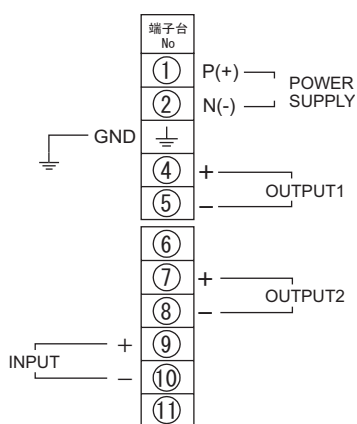 端子台
No
① P(+)
POWER
② N(-) SUPPLY
GND
④ +
OUTPUT1
⑤ −
⑥
⑦ +
OUTPUT2
⑧ −
+ ⑨
INPUT
− ⑩
⑪